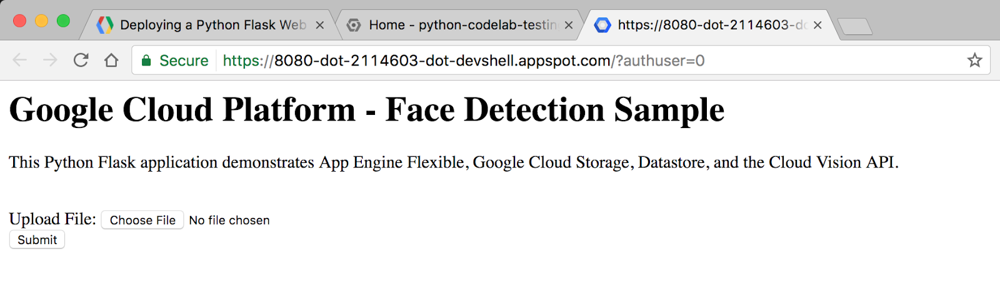 Deploying a Python Flask Web
Home - python-codelab-testin
https://8080-dot-2114603-do
Secure https://8080-dot-2114603-dot-devshell.appspot.com/?authuser=0
Google Cloud Platform - Face Detection Sample
This Python Flask application demonstrates App Engine Flexible, Google Cloud Storage, Datastore, and the Cloud Vision API.
Upload File: Choose File No file chosen
Submit